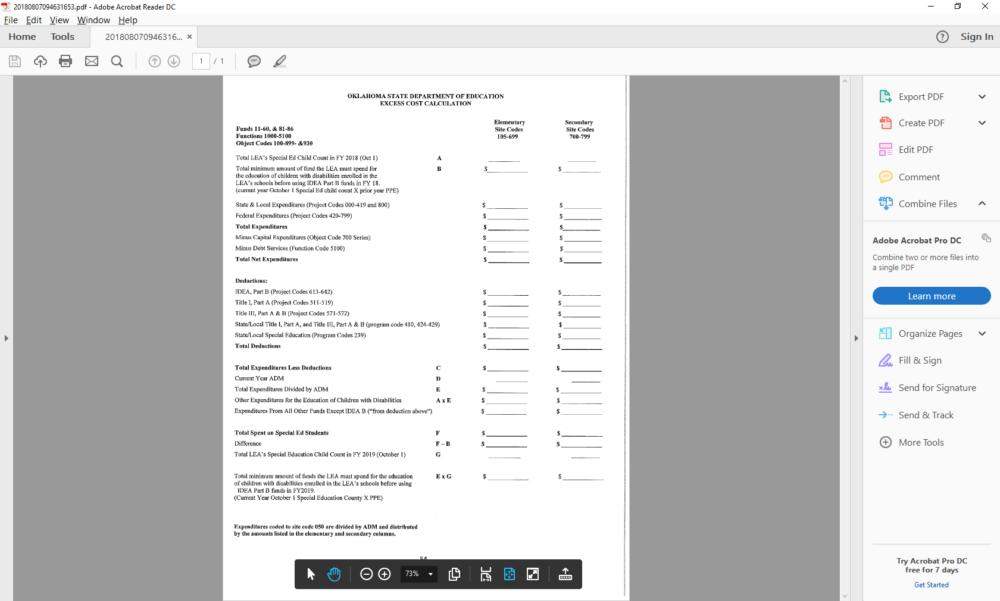 20180807094631653.pdf - Adobe Acrobat Reader DC
File Edit View Window Help
Home Tools 201808070946316... ×
? Sign In
1 / 1
OKLAHOMA STATE DEPARTMENT OF EDUCATION
EXCESS COST CALCULATION
Elementary Secondary
Funds 11-60, & 81-86 Site Codes Site Codes
Functions 1000-5100 105-699 700-799
Object Codes 100-899- &930
Total LEA's Special Ed Child Count in FY 2018 (Oct 1) A
Total minimum amount of fund the LEA must spend for B $ $
the education of children with disabilities enrolled in the
LEA's schools before using IDEA Part B funds in FY 18.
(current year October 1 Special Ed child count X prior year PPE)
State & Local Expenditures (Project Codes 000-419 and 800) $ $
Federal Expenditures (Project Codes 420-799) $ $
Total Expenditures $ $
Minus Capital Expenditures (Object Code 700 Series) $ $
Minus Debt Services (Function Code 5100) $ $
Total Net Expenditures $ $
Deductions:
IDEA, Part B (Project Codes 613-642) $ $
Title I, Part A (Project Codes 511-519) $ $
Title III, Part A & B (Project Codes 571-572) $ $
State/Local Title I, Part A, and Title III, Part A & B (program code 410, 424-429) $ $
State/Local Special Education (Program Codes 239) $ $
Total Deductions $ $
Total Expenditures Less Deductions C $ $
Current Year ADM D
Total Expenditures Divided by ADM E $ $
Other Expenditures for the Education of Children with Disabilities A x E $ $
Expenditures From All Other Funds Except IDEA B ("from deduction above") $ $
Total Spent on Special Ed Students F $ $
Difference F – B $ $
Total LEA's Special Education Child Count in FY 2019 (October 1) G
Total minimum amount of funds the LEA must spend for the education E x G $ $
of children with disabilities enrolled in the LEA's schools before using
IDEA Part B funds in FY2019.
(Current Year October 1 Special Education County X PPE)
Expenditures coded to site code 050 are divided by ADM and distributed
by the amounts listed in the elementary and secondary columns.
54
73%
Export PDF
Create PDF
Edit PDF
Comment
Combine Files
Adobe Acrobat Pro DC
Combine two or more files into
a single PDF
Learn more
Organize Pages
Fill & Sign
Send for Signature
Send & Track
More Tools
Try Acrobat Pro DC
free for 7 days
Get Started